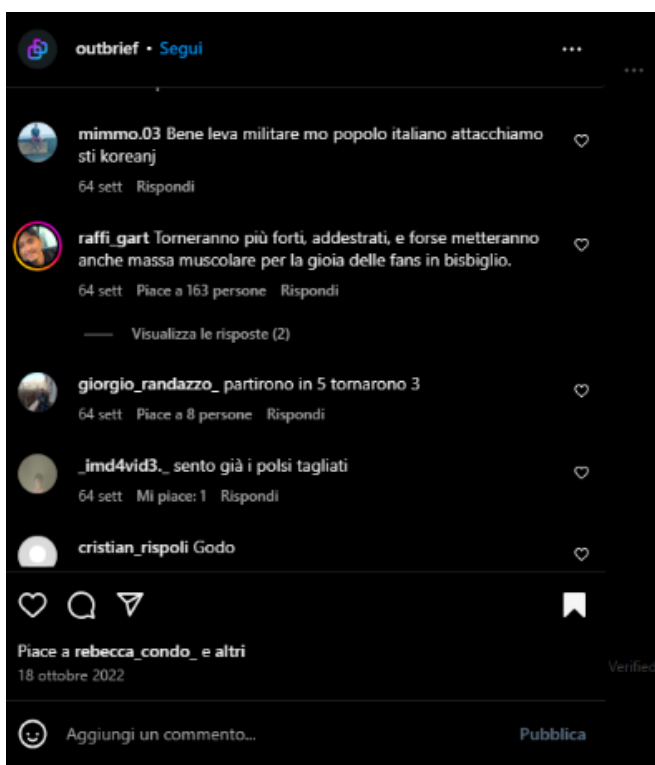 outbrief • Segui
mimmo.03 Bene leva militare mo popolo italiano attacchiamo
sti koreanj
64 sett Rispondi
raffi_gart Torneranno più forti, addestrati, e forse metteranno
anche massa muscolare per la gioia delle fans in bisbiglio.
64 sett Piace a 163 persone Rispondi
Visualizza le risposte (2)
giorgio_randazzo_ partirono in 5 tornarono 3
64 sett Piace a 8 persone Rispondi
_imd4vid3._ sento già i polsi tagliati
64 sett Mi piace: 1 Rispondi
cristian_rispoli Godo
Piace a rebecca_condo_ e altri
18 ottobre 2022
Verified
Aggiungi un commento...
Pubblica